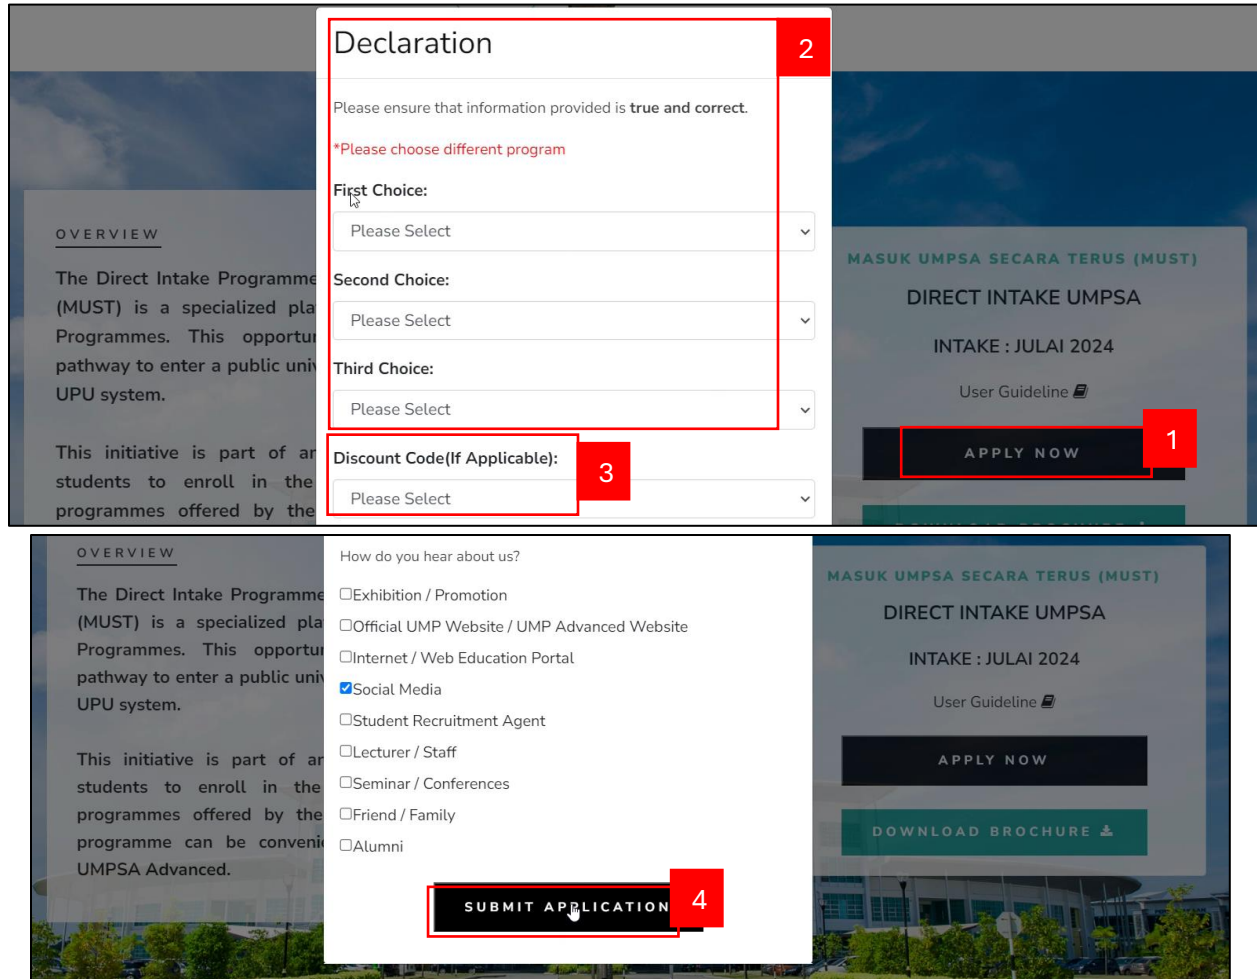 Declaration
2
Please ensure that information provided is true and correct.
*Please choose different program
First Choice:
Please Select
Second Choice:
Please Select
Third Choice:
Please Select
Discount Code(If Applicable):
3
Please Select
OVERVIEW
The Direct Intake Programme
(MUST) is a specialized pla
Programmes. This opportu
pathway to enter a public univ
UPU system.
This initiative is part of an
students to enroll in the
programmes offered by the
MASUK UMPSA SECARA TERUS (MUST)
DIRECT INTAKE UMPSA
INTAKE : JULAI 2024
User Guideline
1
APPLY NOW
DOWNLOAD BROCHURE
OVERVIEW
The Direct Intake Programme
(MUST) is a specialized pla
Programmes. This opportu
pathway to enter a public univ
UPU system.
This initiative is part of an
students to enroll in the
programmes offered by the
programme can be conveni
UMPSA Advanced.
How do you hear about us?
Exhibition / Promotion
Official UMP Website / UMP Advanced Website
Internet / Web Education Portal
Social Media
Student Recruitment Agent
Lecturer / Staff
Seminar / Conferences
Friend / Family
Alumni
SUBMIT APPLICATION
4
MASUK UMPSA SECARA TERUS (MUST)
DIRECT INTAKE UMPSA
INTAKE : JULAI 2024
User Guideline
APPLY NOW
DOWNLOAD BROCHURE